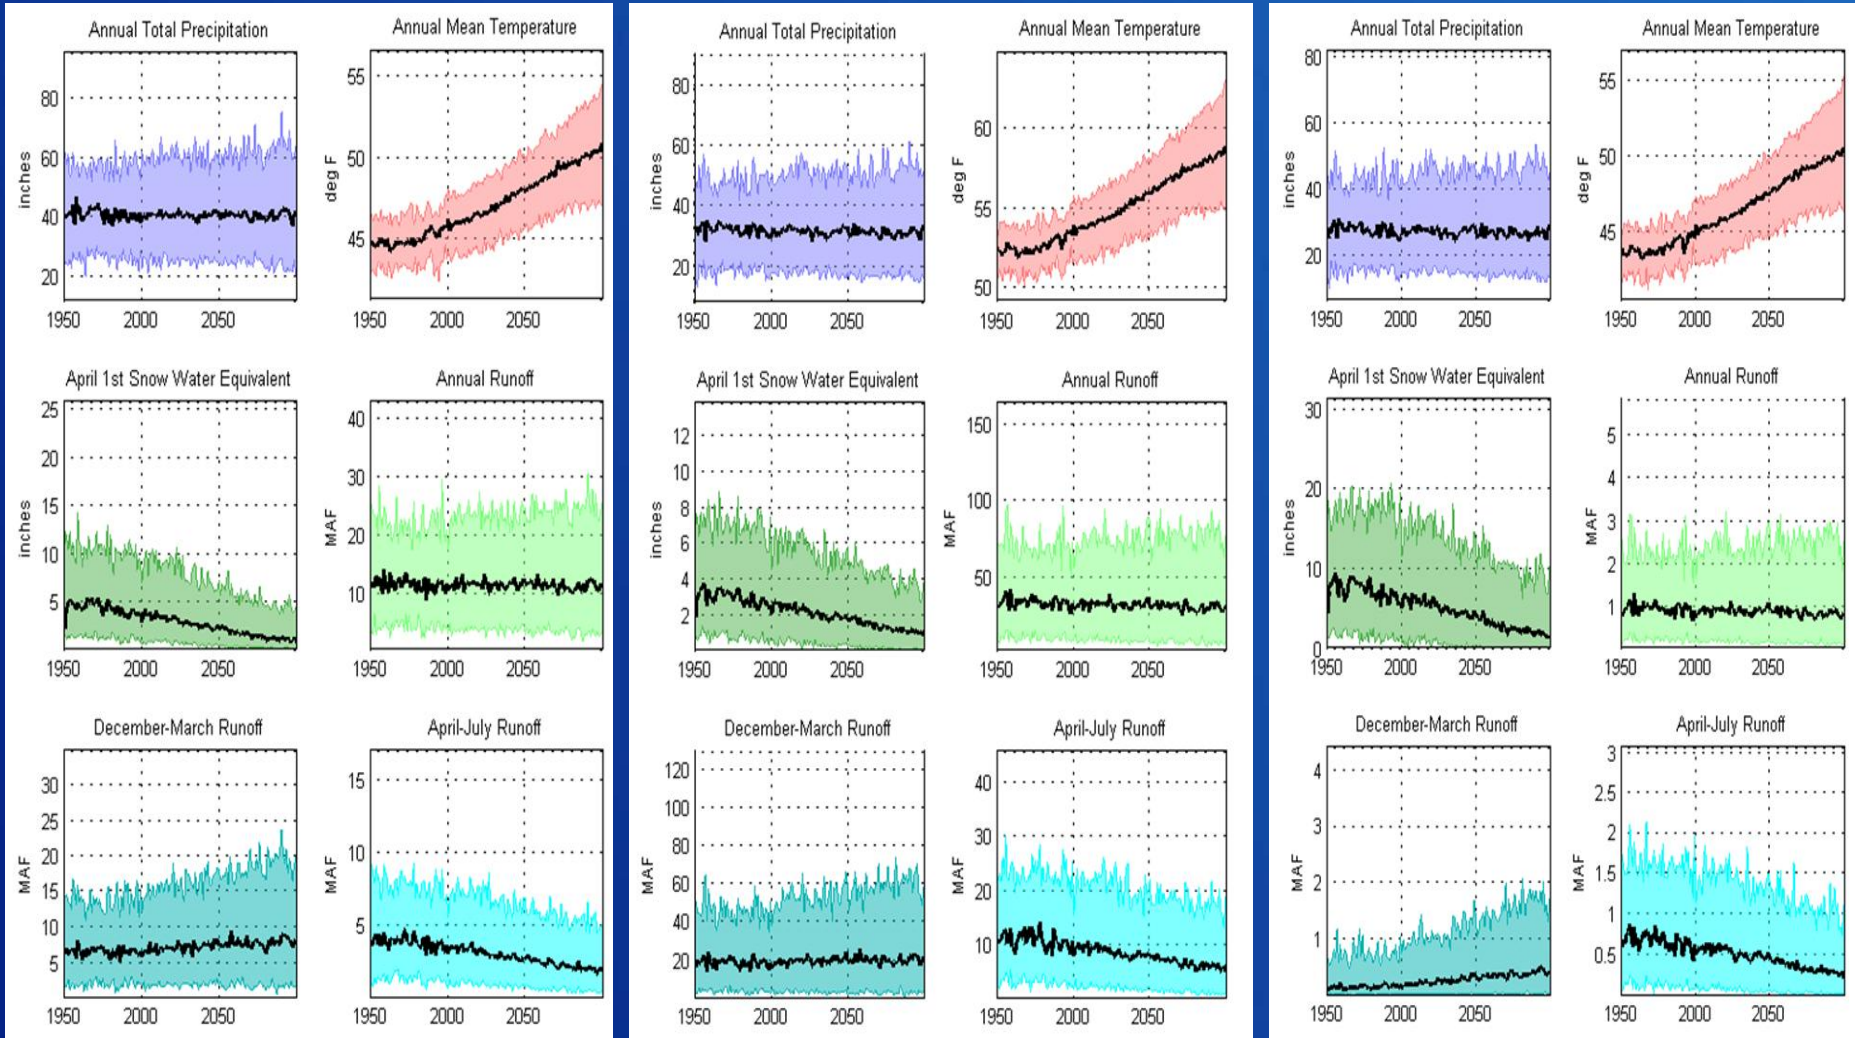 Annual Total Precipitation
inches
80
60
40
20
1950 2000 2050
Annual Mean Temperature
deg F
55
50
45
1950 2000 2050
April 1st Snow Water Equivalent
inches
25
20
15
10
5
1950 2000 2050
Annual Runoff
MAF
40
30
20
10
1950 2000 2050
December-March Runoff
MAF
30
25
20
15
10
5
1950 2000 2050
April-July Runoff
MAF
15
10
5
1950 2000 2050
Annual Total Precipitation
inches
80
60
40
20
1950 2000 2050
Annual Mean Temperature
deg F
60
55
50
1950 2000 2050
April 1st Snow Water Equivalent
inches
12
10
8
6
4
2
1950 2000 2050
Annual Runoff
MAF
150
100
50
1950 2000 2050
December-March Runoff
MAF
120
100
80
60
40
20
1950 2000 2050
April-July Runoff
MAF
40
30
20
10
1950 2000 2050
Annual Total Precipitation
inches
80
60
40
20
1950 2000 2050
Annual Mean Temperature
deg F
55
50
45
1950 2000 2050
April 1st Snow Water Equivalent
inches
30
20
10
0
1950 2000 2050
Annual Runoff
MAF
5
4
3
2
1
1950 2000 2050
December-March Runoff
MAF
4
3
2
1
1950 2000 2050
April-July Runoff
MAF
3
2.5
2
1.5
1
0.5
1950 2000 2050